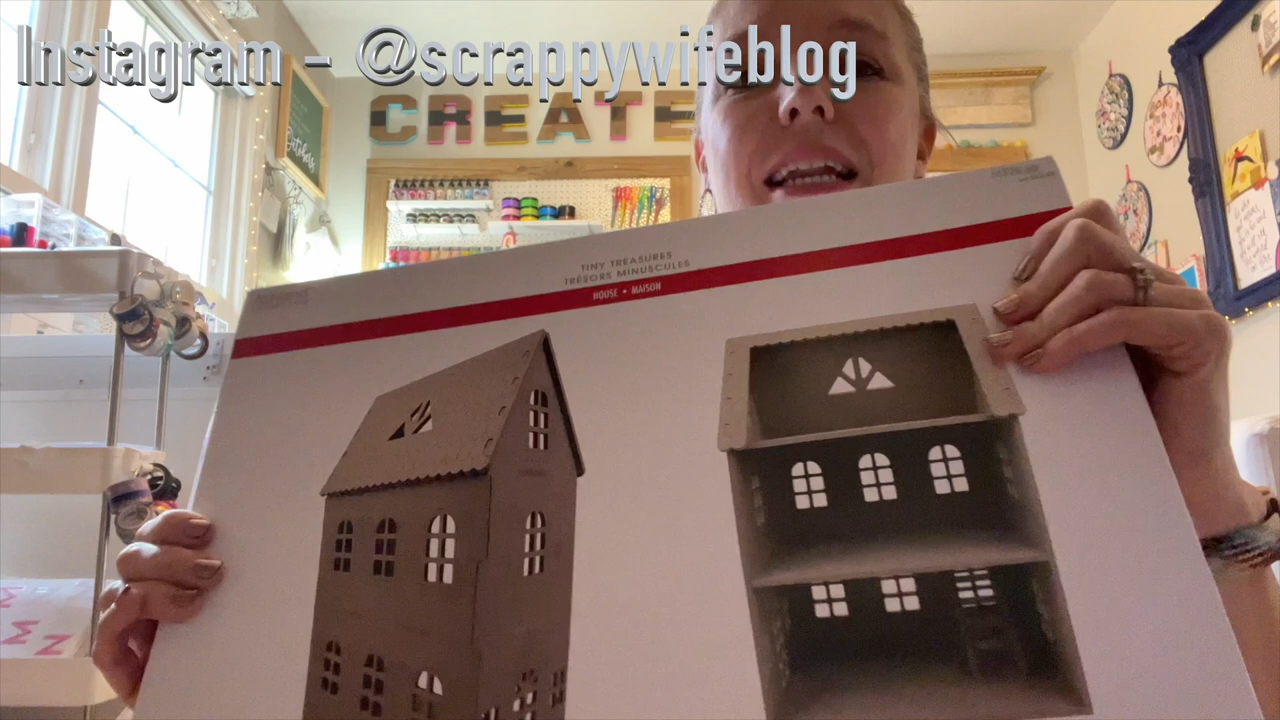 Instagram - @scrappywifeblog
CREATE
TINY TREASURES
TRÉSORS MINUSCULES
HOUSE • MAISON